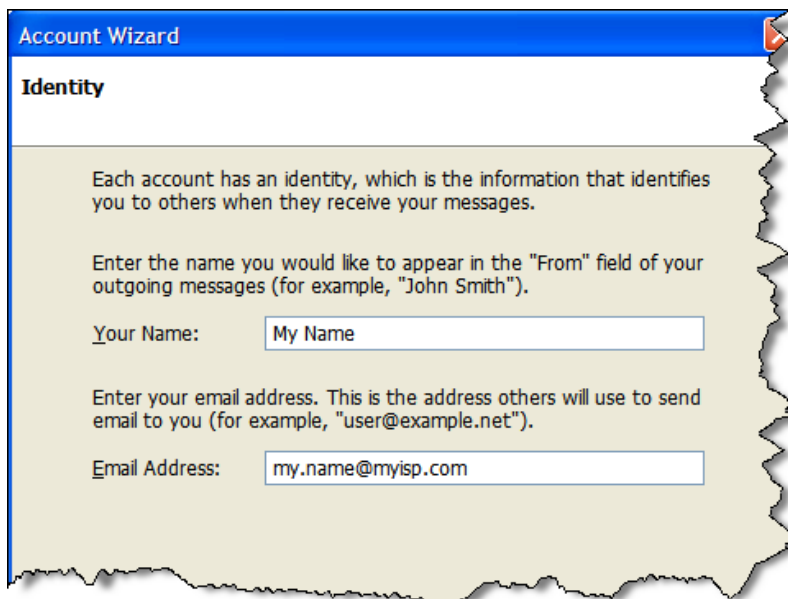 Account Wizard
Identity
Each account has an identity, which is the information that identifies
you to others when they receive your messages.
Enter the name you would like to appear in the "From" field of your
outgoing messages (for example, "John Smith").
Your Name: My Name
Enter your email address. This is the address others will use to send
email to you (for example, "user@example.net").
Email Address: my.name@myisp.com